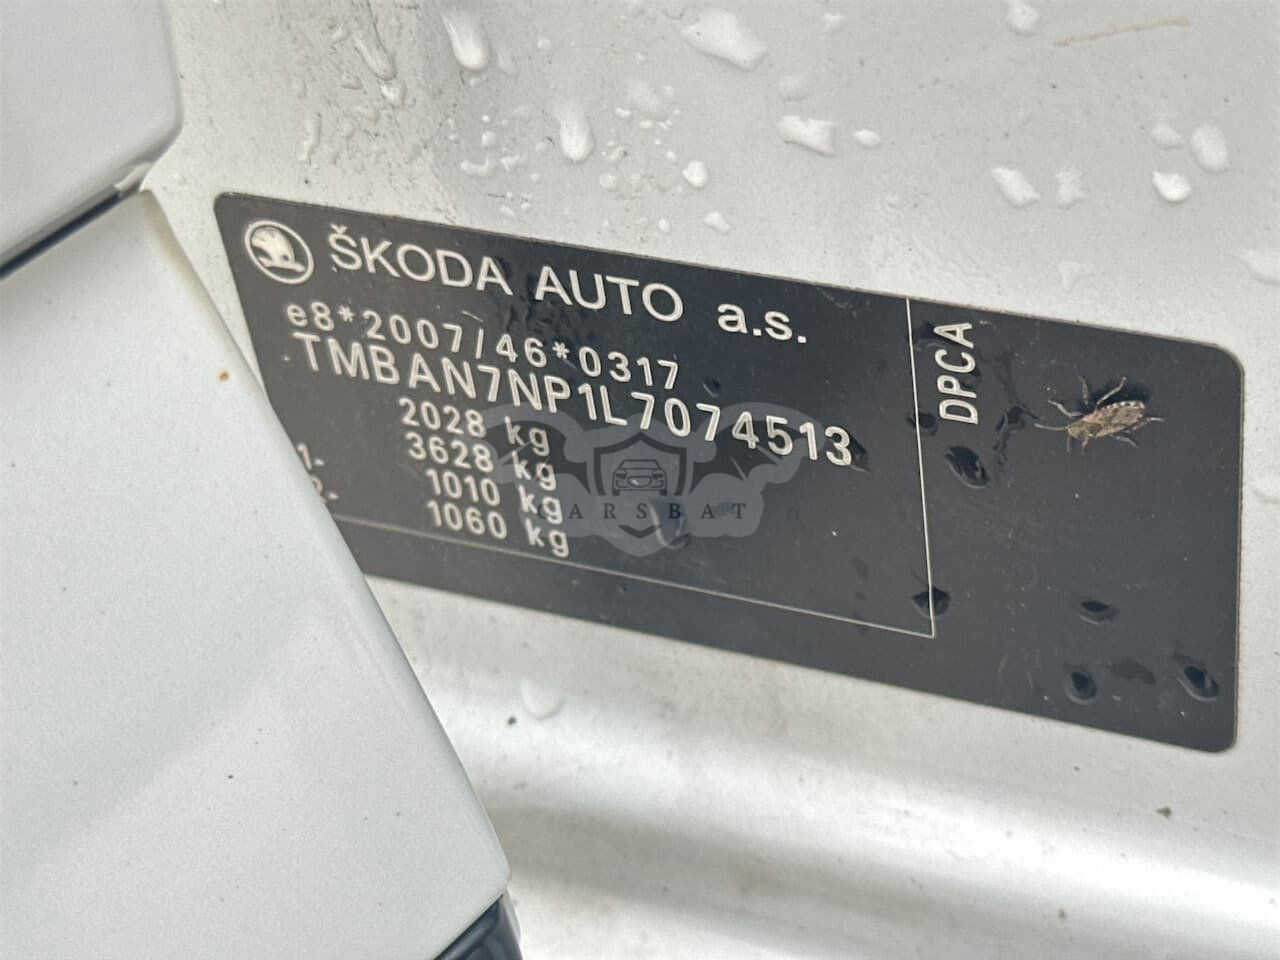 ŠKODA AUTO a.s.
e8*2007/46*0317
TMBAN7NP1L7074513
2028 kg
3628 kg
1- 1010 kg
2- 1060 kg
DPCA
CARSBAT